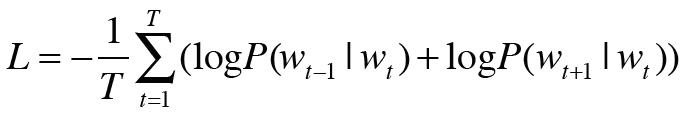 L = -\frac{1}{T}\sum_{t=1}^{T}(\log P(w_{t-1} | w_t) + \log P(w_{t+1} | w_t))